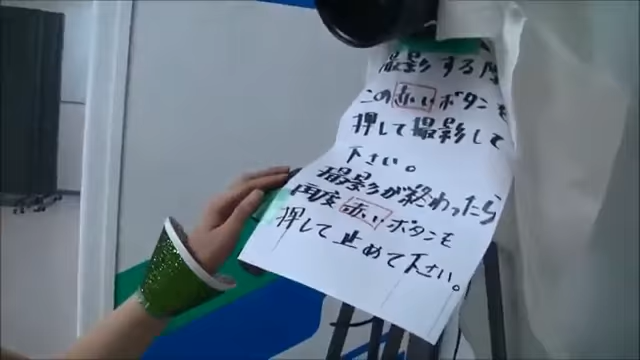 撮影する際
この赤いボタンを
押して撮影して
下さい。
撮影が終わったら
再度赤いボタンを
押して止めて下さい。